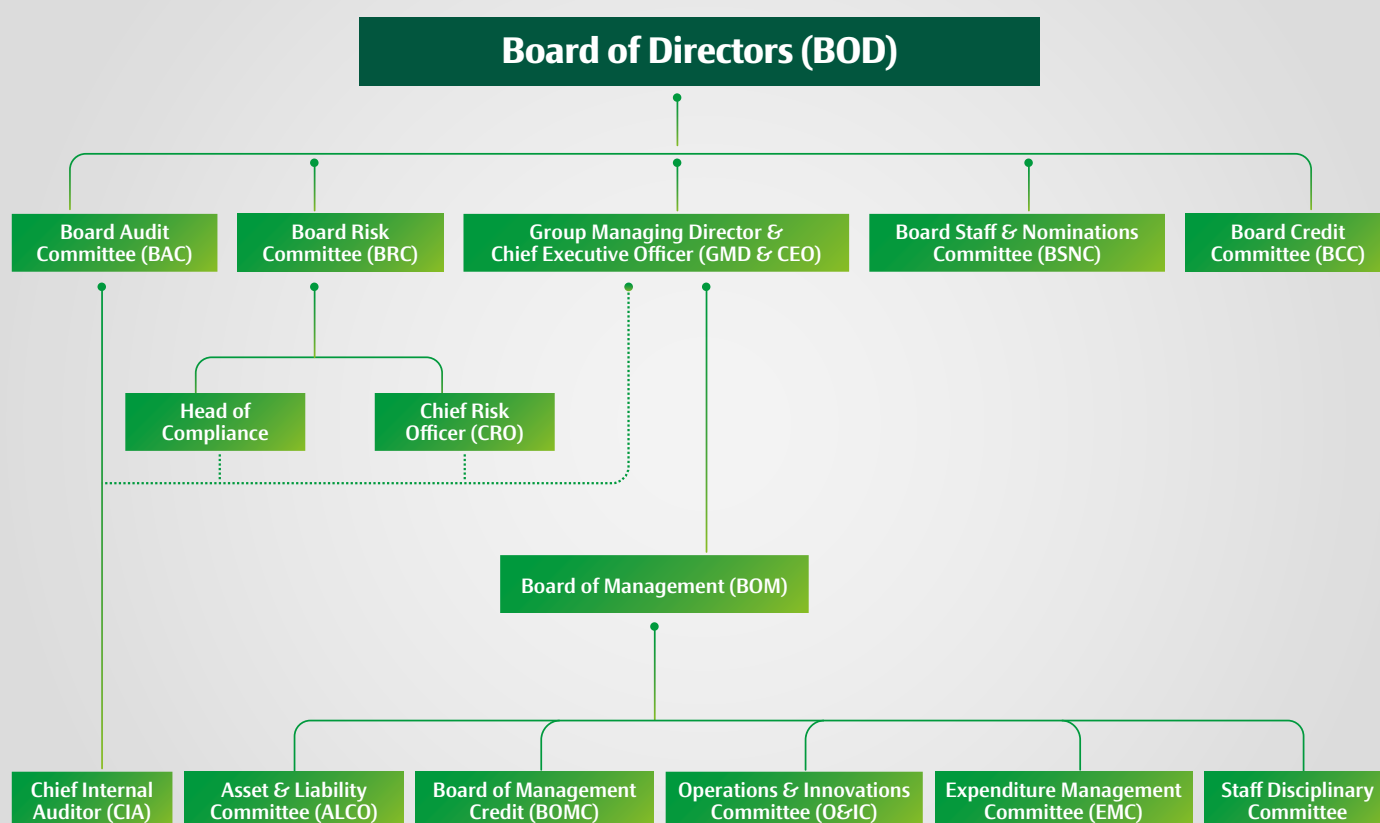 Board of Directors (BOD)
Board Audit
Committee (BAC)
Board Risk
Committee (BRC)
Group Managing Director &
Chief Executive Officer (GMD & CEO)
Board Staff & Nominations
Committee (BSNC)
Board Credit
Committee (BCC)
Head of
Compliance
Chief Risk
Officer (CRO)
Board of Management (BOM)
Chief Internal
Auditor (CIA)
Asset & Liability
Committee (ALCO)
Board of Management
Credit (BOMC)
Operations & Innovations
Committee (O&IC)
Expenditure Management
Committee (EMC)
Staff Disciplinary
Committee